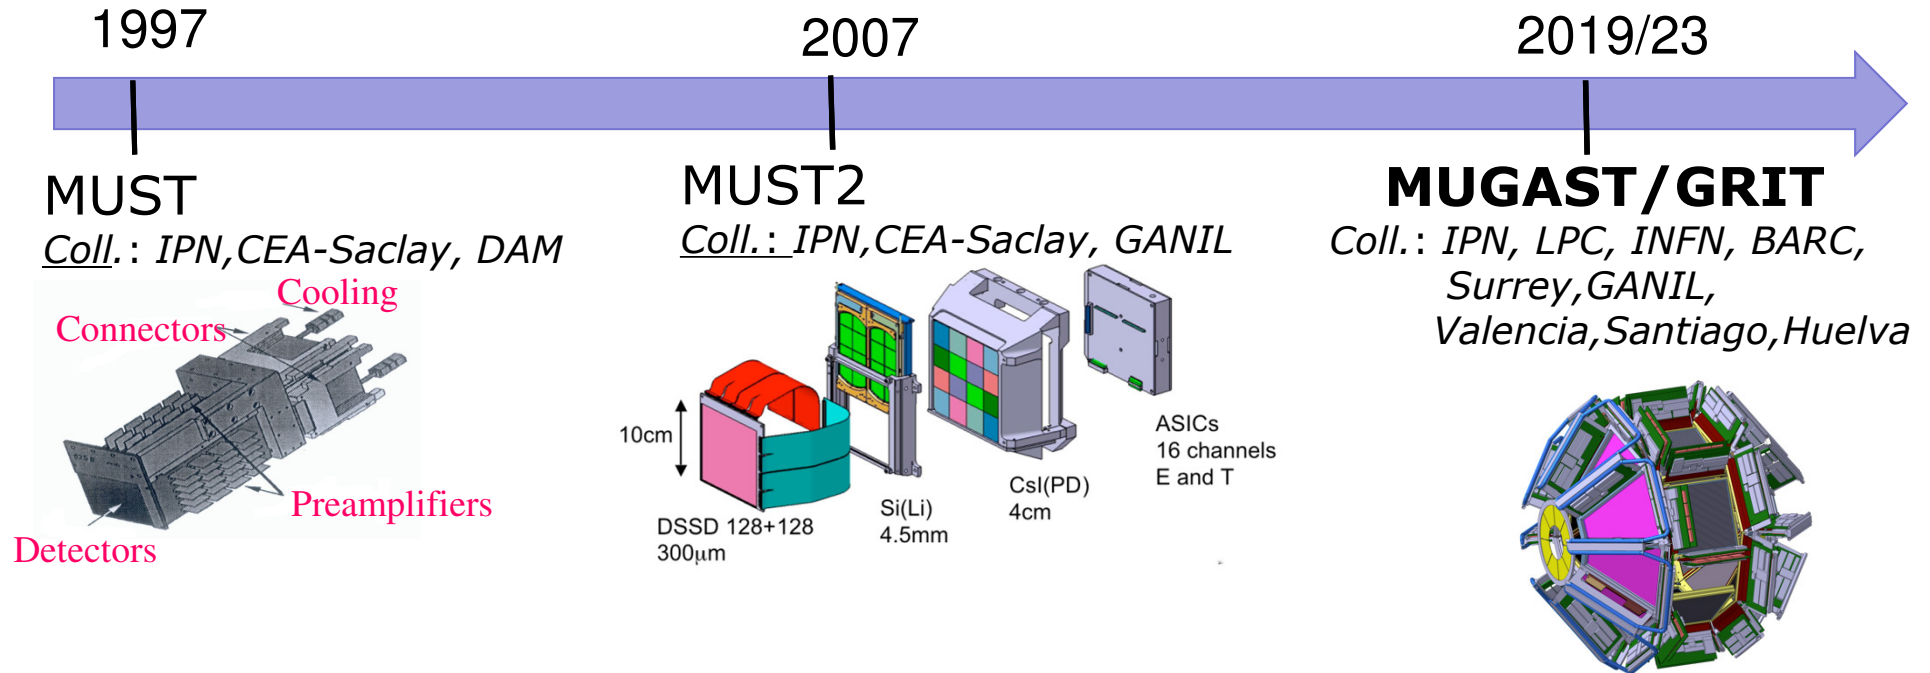 1997
2007
2019/23
MUST
Coll.: IPN,CEA-Saclay, DAM
Cooling
Connectors
Preamplifiers
Detectors
MUST2
Coll.: IPN,CEA-Saclay, GANIL
10cm
DSSD 128+128
300μm
Si(Li)
4.5mm
CsI(PD)
4cm
ASICs
16 channels
E and T
MUGAST/GRIT
Coll.: IPN, LPC, INFN, BARC,
Surrey,GANIL,
Valencia,Santiago,Huelva